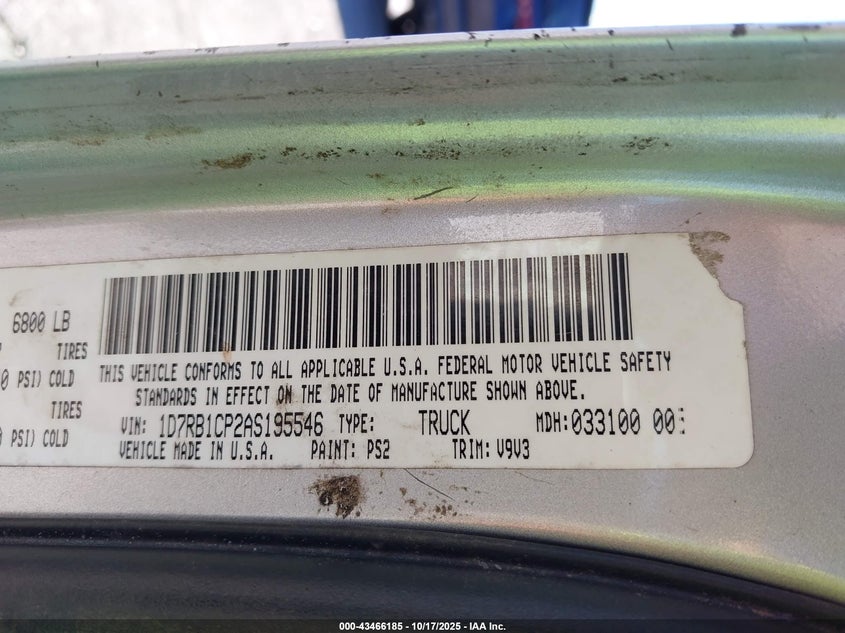 6800 LB
TIRES
PSI) COLD
TIRES
PSI) COLD
THIS VEHICLE CONFORMS TO ALL APPLICABLE U.S.A. FEDERAL MOTOR VEHICLE SAFETY
STANDARDS IN EFFECT ON THE DATE OF MANUFACTURE SHOWN ABOVE.
VIN: 1D7RB1CP2AS195546 TYPE: TRUCK MDH: 033100 00
VEHICLE MADE IN U.S.A. PAINT: PS2 TRIM: V9V3
000-43466185 - 10/17/2025 - IAA Inc.